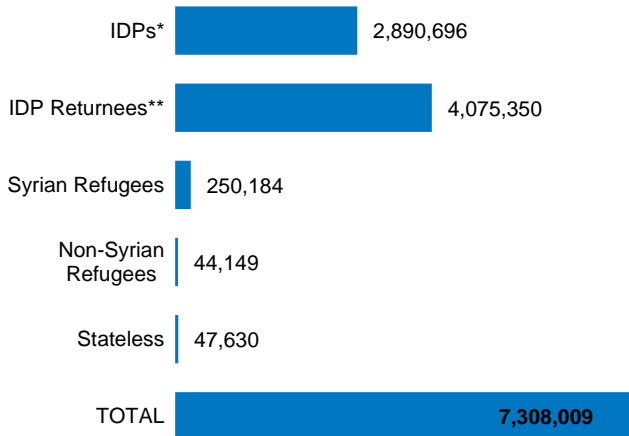 IDPs* 2,890,696
IDP Returnees** 4,075,350
Syrian Refugees 250,184
Non-Syrian
Refugees 44,149
Stateless 47,630
TOTAL 7,308,009